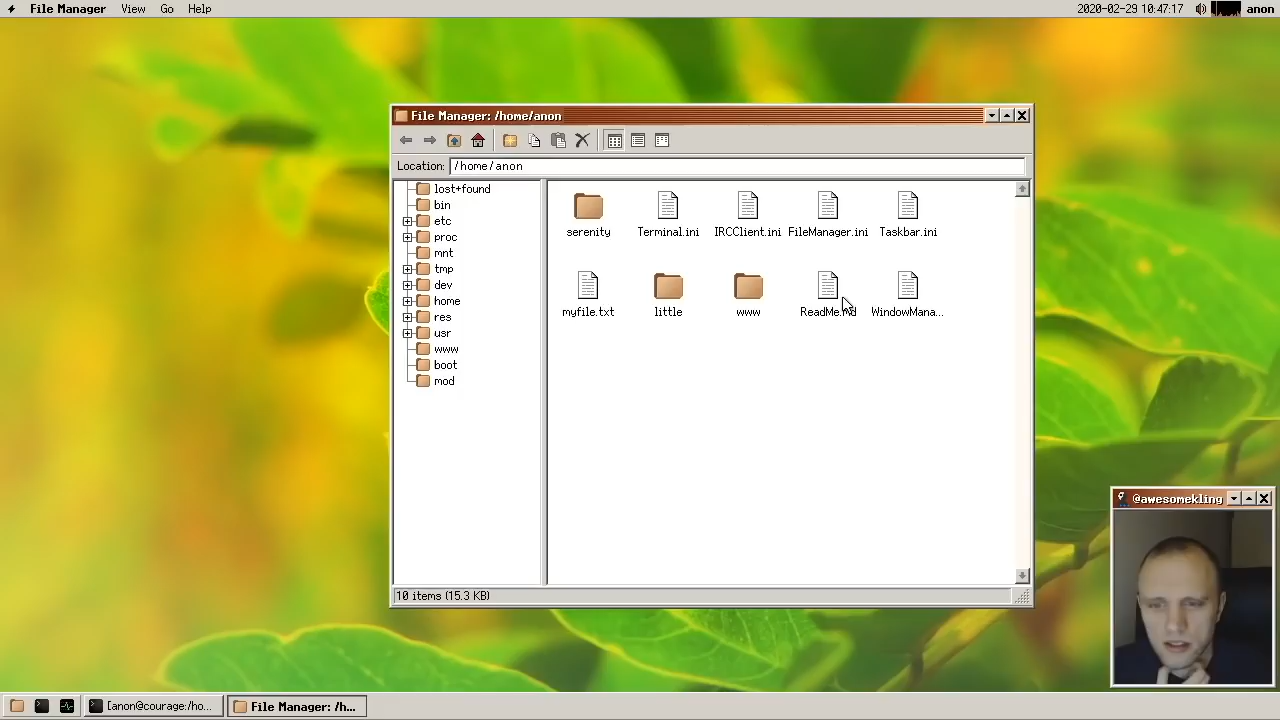 File Manager View Go Help 2020-02-29 10:47:17 anon
File Manager: /home/anon
Location: /home/anon
lost+found
bin
etc
proc
mnt
tmp
dev
home
res
usr
www
boot
mod
serenity Terminal.ini IRCClient.ini FileManager.ini Taskbar.ini
myfile.txt little www ReadMe.md WindowMana...
10 items (15.3 KB)
@awesomekling
[anon@courage:/ho... File Manager: /h...